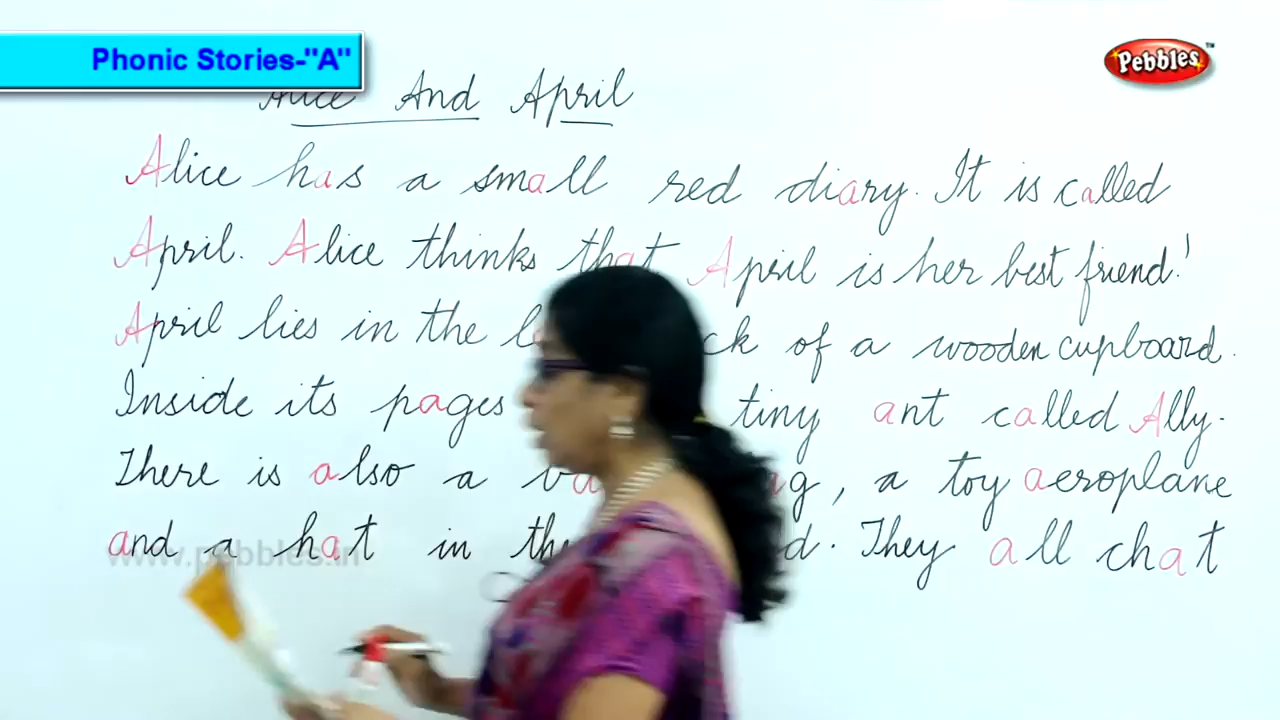 Phonic Stories-"A"
Pebbles™
Alice And April
Alice has a small red diary. It is called
April. Alice thinks that April is her best friend!
April lies in the of a wooden cupboard.
Inside its pages tiny ant called Ally.
There is also a , a toy aeroplane
and a hat in They all chat
www.pebbles.in